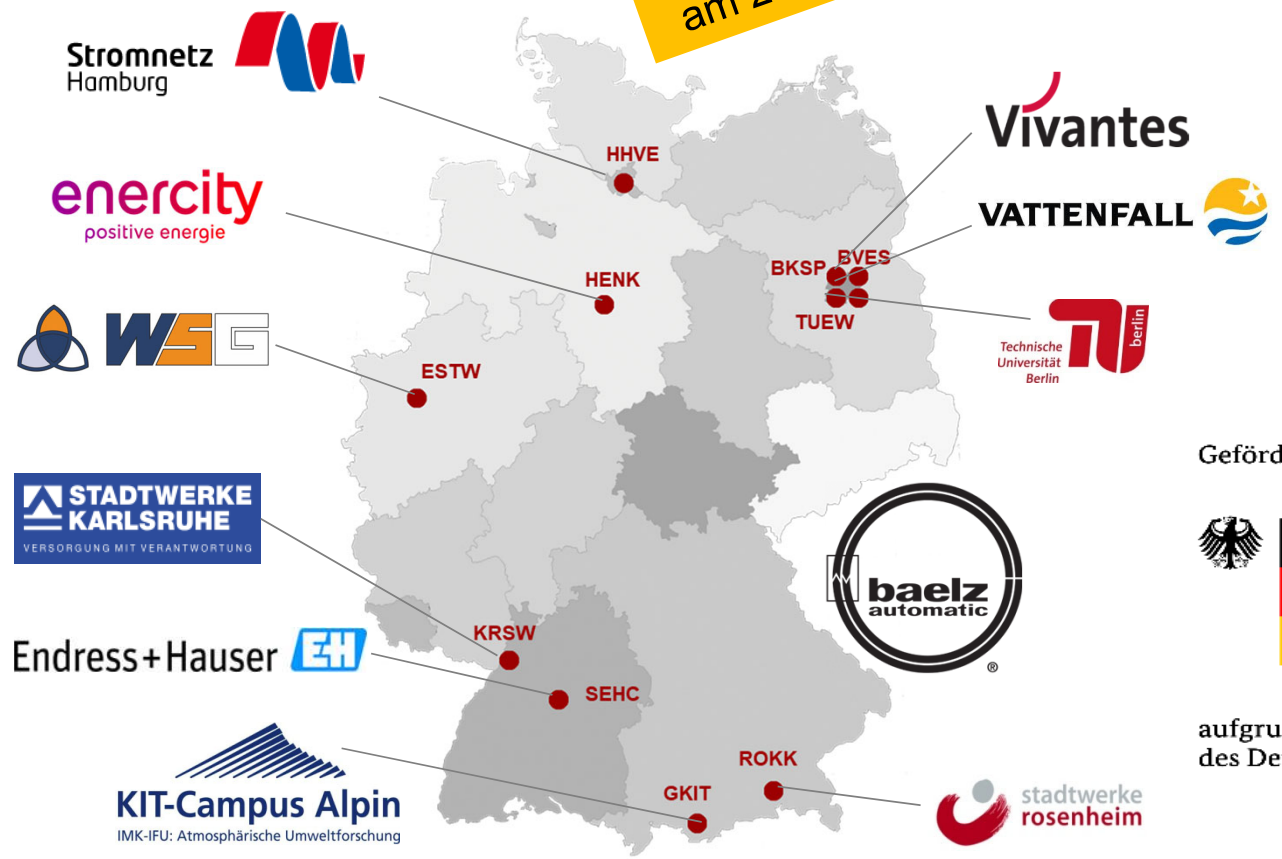 am 2
Stromnetz
Hamburg
HHVE
Vivantes
enercity
positive energie
VATTENFALL
BKSP
BVES
HENK
TUEW
WSG
Technische
Universität
Berlin
berlin
ESTW
Geförd
STADTWERKE
KARLSRUHE
VERSORGUNG MIT VERANTWORTUNG
baelz
automatic
®
KRSW
Endress+Hauser
EH
SEHC
aufgru
des De
ROKK
GKIT
KIT-Campus Alpin
IMK-IFU: Atmosphärische Umweltforschung
stadtwerke
rosenheim